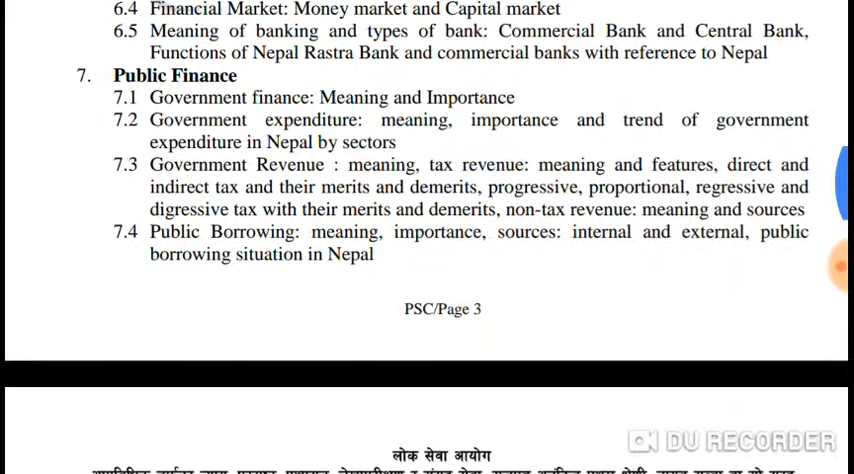 6.4 Financial Market: Money market and Capital market
6.5 Meaning of banking and types of bank: Commercial Bank and Central Bank,
Functions of Nepal Rastra Bank and commercial banks with reference to Nepal
7. Public Finance
7.1 Government finance: Meaning and Importance
7.2 Government expenditure: meaning, importance and trend of government
expenditure in Nepal by sectors
7.3 Government Revenue : meaning, tax revenue: meaning and features, direct and
indirect tax and their merits and demerits, progressive, proportional, regressive and
digressive tax with their merits and demerits, non-tax revenue: meaning and sources
7.4 Public Borrowing: meaning, importance, sources: internal and external, public
borrowing situation in Nepal
PSC/Page 3
DU RECORDER
लोक सेवा आयोग